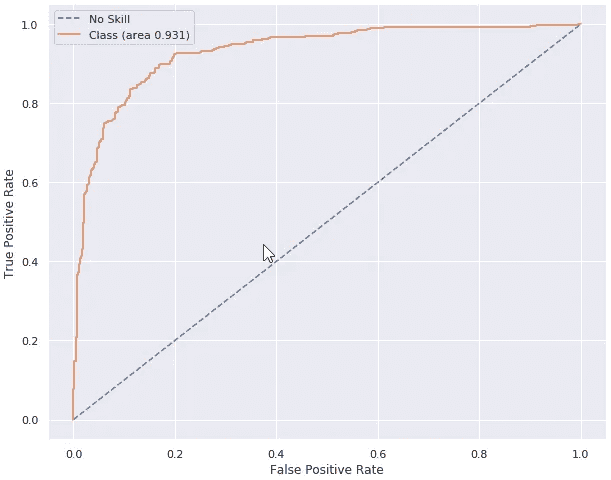 No Skill
Class (area 0.931)
1.0
0.8
0.6
0.4
0.2
0.0
True Positive Rate
0.0 0.2 0.4 0.6 0.8 1.0
False Positive Rate